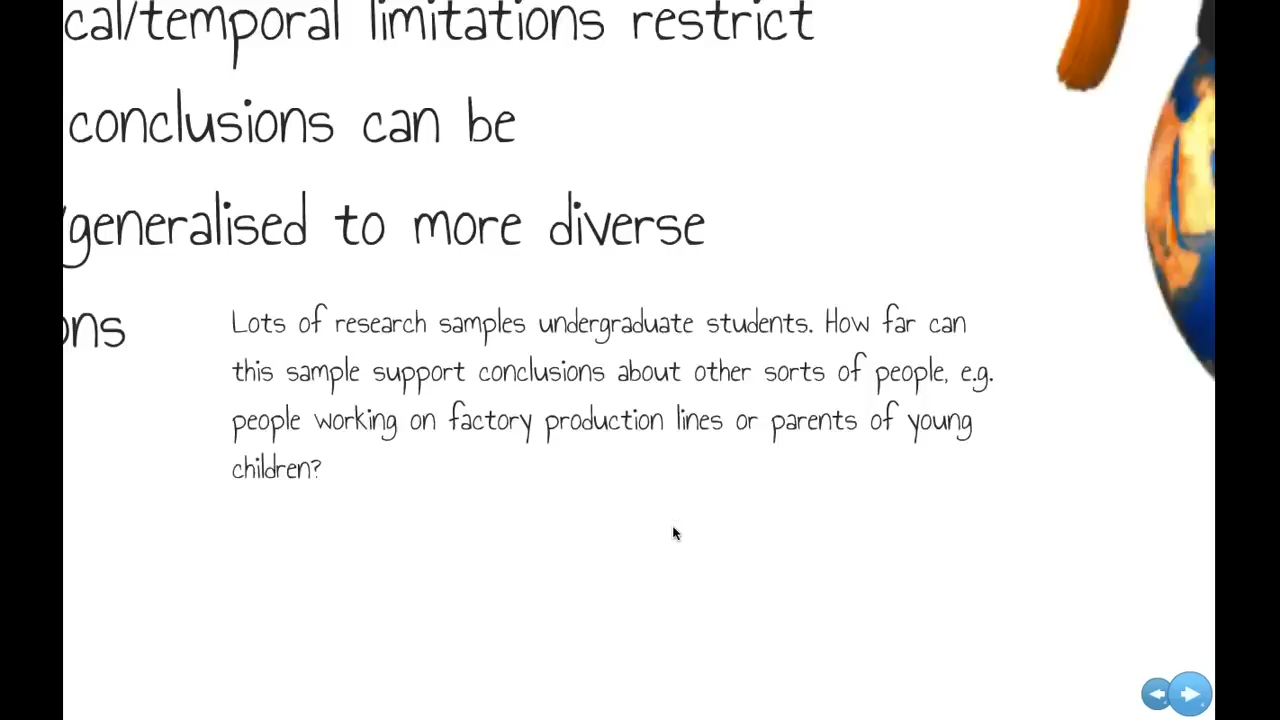 cal/temporal limitations restrict
conclusions can be
/generalised to more diverse
ons
Lots of research samples undergraduate students. How far can
this sample support conclusions about other sorts of people, e.g.
people working on factory production lines or parents of young
children?